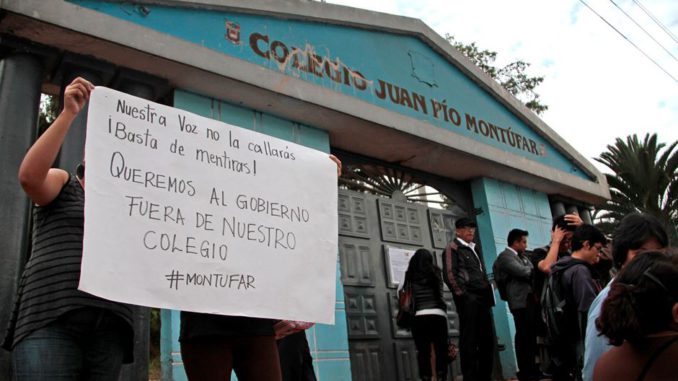 COLEGIO JUAN PÍO MONTÚFAR
NUESTRA VOZ NO LA CALLARÁS
¡BASTA DE MENTIRAS!
QUEREMOS AL GOBIERNO
FUERA DE NUESTRO
COLEGIO
#MONTUFAR